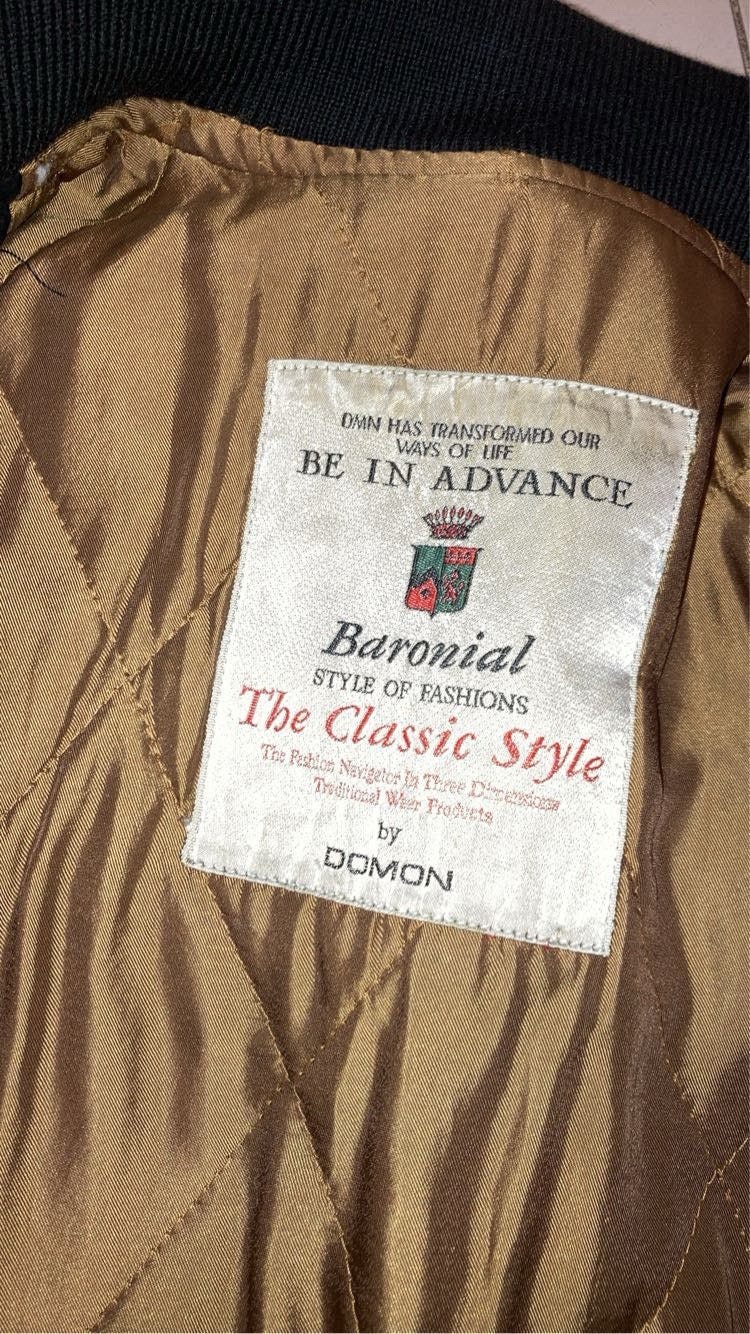 DMN HAS TRANSFORMED OUR
WAYS OF LIFE
BE IN ADVANCE
Baronial
STYLE OF FASHIONS
The Classic Style
The Fashion Navigator In Three Dimensions
Traditional Wear Products
by
DOMON